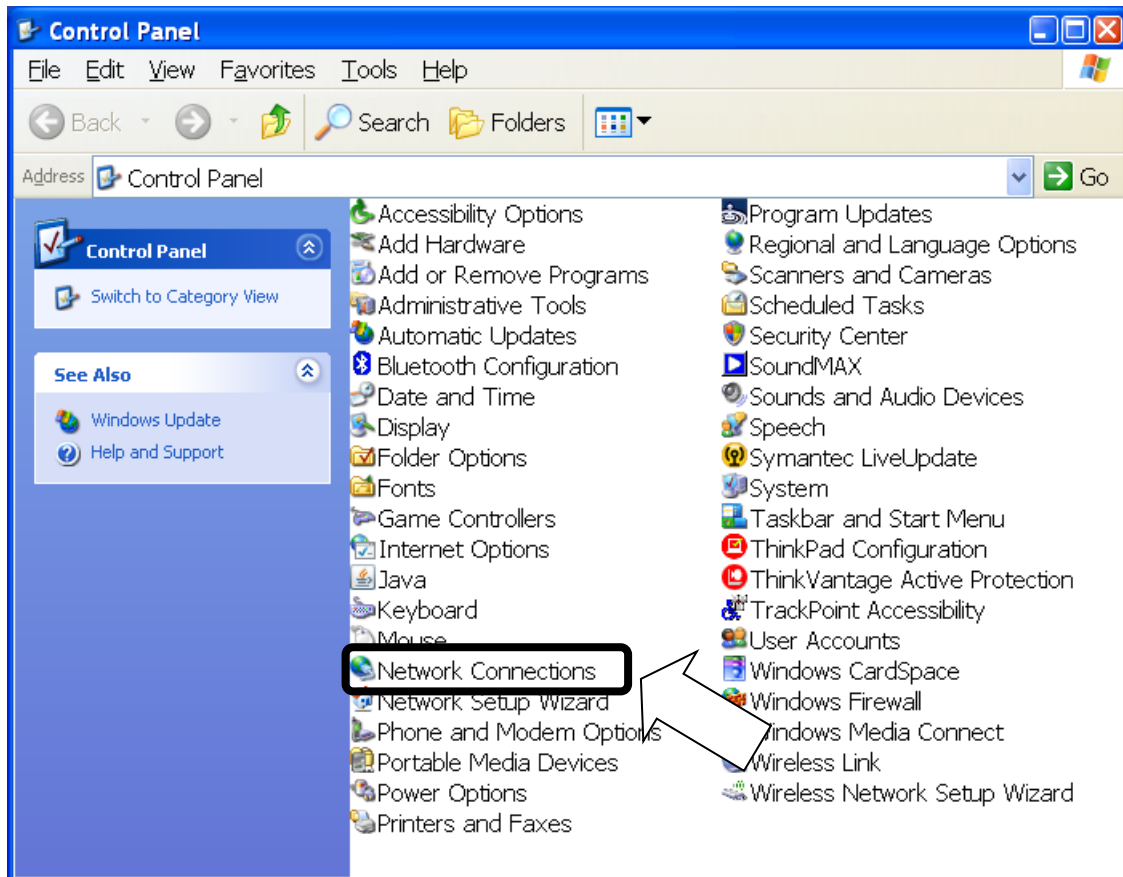 Control Panel
File Edit View Favorites Tools Help
Back Search Folders
Address Control Panel Go
Control Panel
Switch to Category View
See Also
Windows Update
Help and Support
Accessibility Options
Add Hardware
Add or Remove Programs
Administrative Tools
Automatic Updates
Bluetooth Configuration
Date and Time
Display
Folder Options
Fonts
Game Controllers
Internet Options
Java
Keyboard
Mouse
Network Connections
Network Setup Wizard
Phone and Modem Options
Portable Media Devices
Power Options
Printers and Faxes
Program Updates
Regional and Language Options
Scanners and Cameras
Scheduled Tasks
Security Center
SoundMAX
Sounds and Audio Devices
Speech
Symantec LiveUpdate
System
Taskbar and Start Menu
ThinkPad Configuration
ThinkVantage Active Protection
TrackPoint Accessibility
User Accounts
Windows CardSpace
Windows Firewall
Windows Media Connect
Wireless Link
Wireless Network Setup Wizard